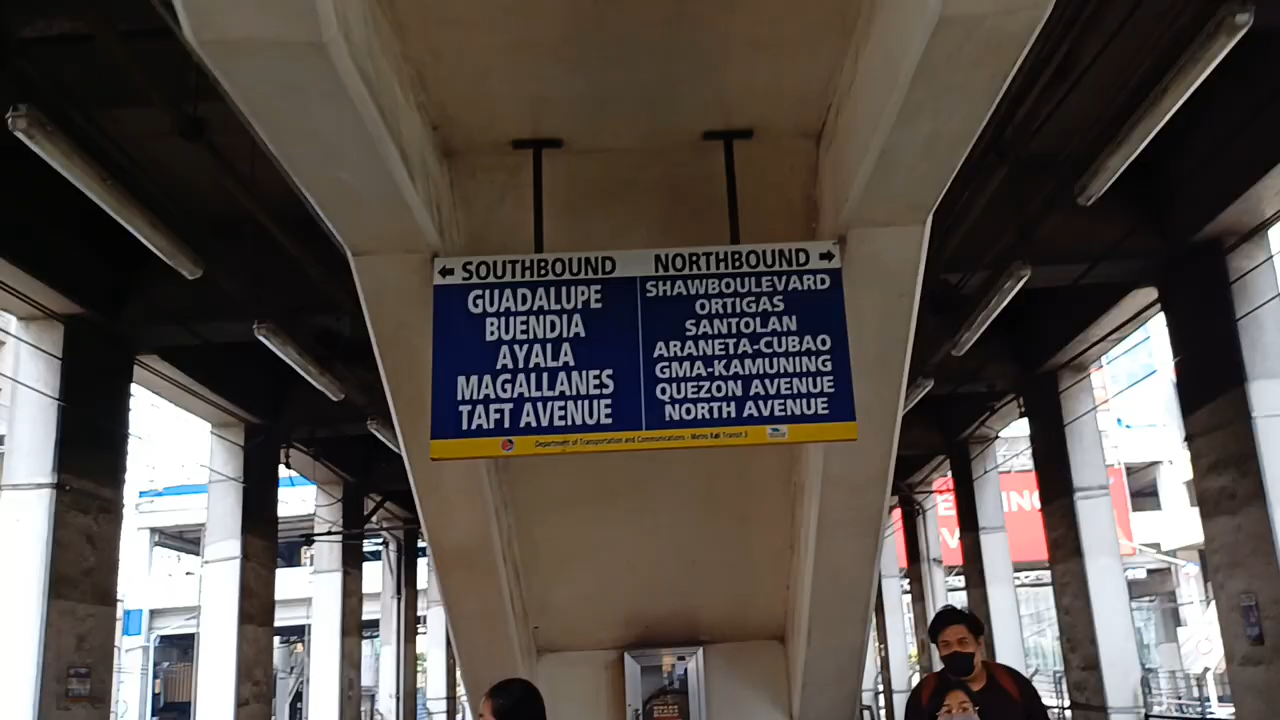 SOUTHBOUND
GUADALUPE
BUENDIA
AYALA
MAGALLANES
TAFT AVENUE
NORTHBOUND
SHAWBOULEVARD
ORTIGAS
SANTOLAN
ARANETA-CUBAO
GMA-KAMUNING
QUEZON AVENUE
NORTH AVENUE
Department of Transportation and Communications - Metro Rail Transit 3